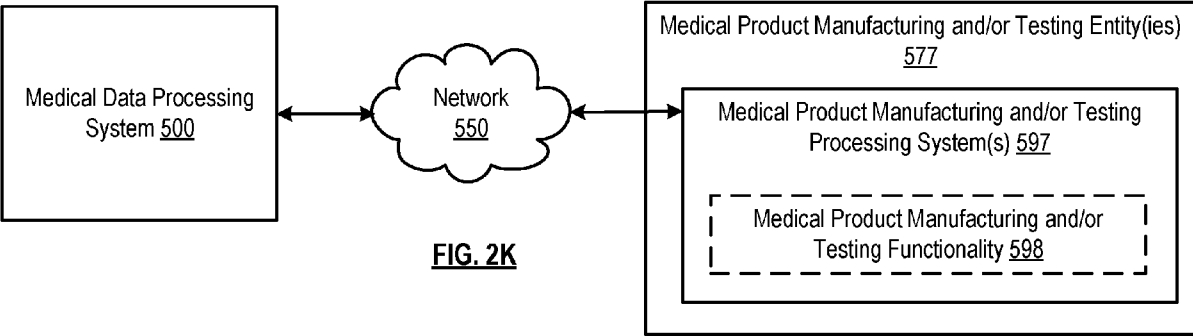 Medical Data Processing
System 500
Network
550
Medical Product Manufacturing and/or Testing Entity(ies)
577
Medical Product Manufacturing and/or Testing
Processing System(s) 597
Medical Product Manufacturing and/or
Testing Functionality 598
FIG. 2K